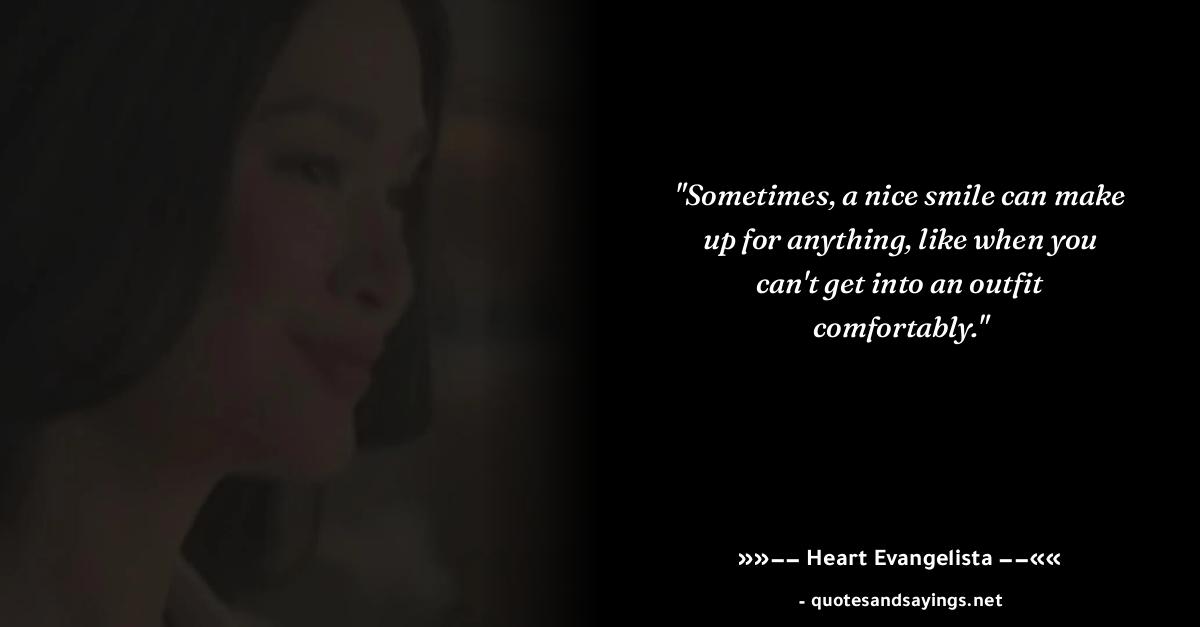 "Sometimes, a nice smile can make
up for anything, like when you
can't get into an outfit
comfortably."
»»−− Heart Evangelista −−««
- quotesandsayings.net